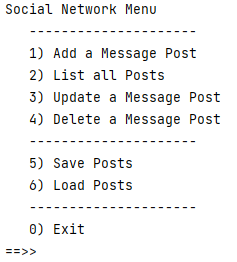 Social Network Menu
---------------------
1) Add a Message Post
2) List all Posts
3) Update a Message Post
4) Delete a Message Post
---------------------
5) Save Posts
6) Load Posts
---------------------
0) Exit
==>>